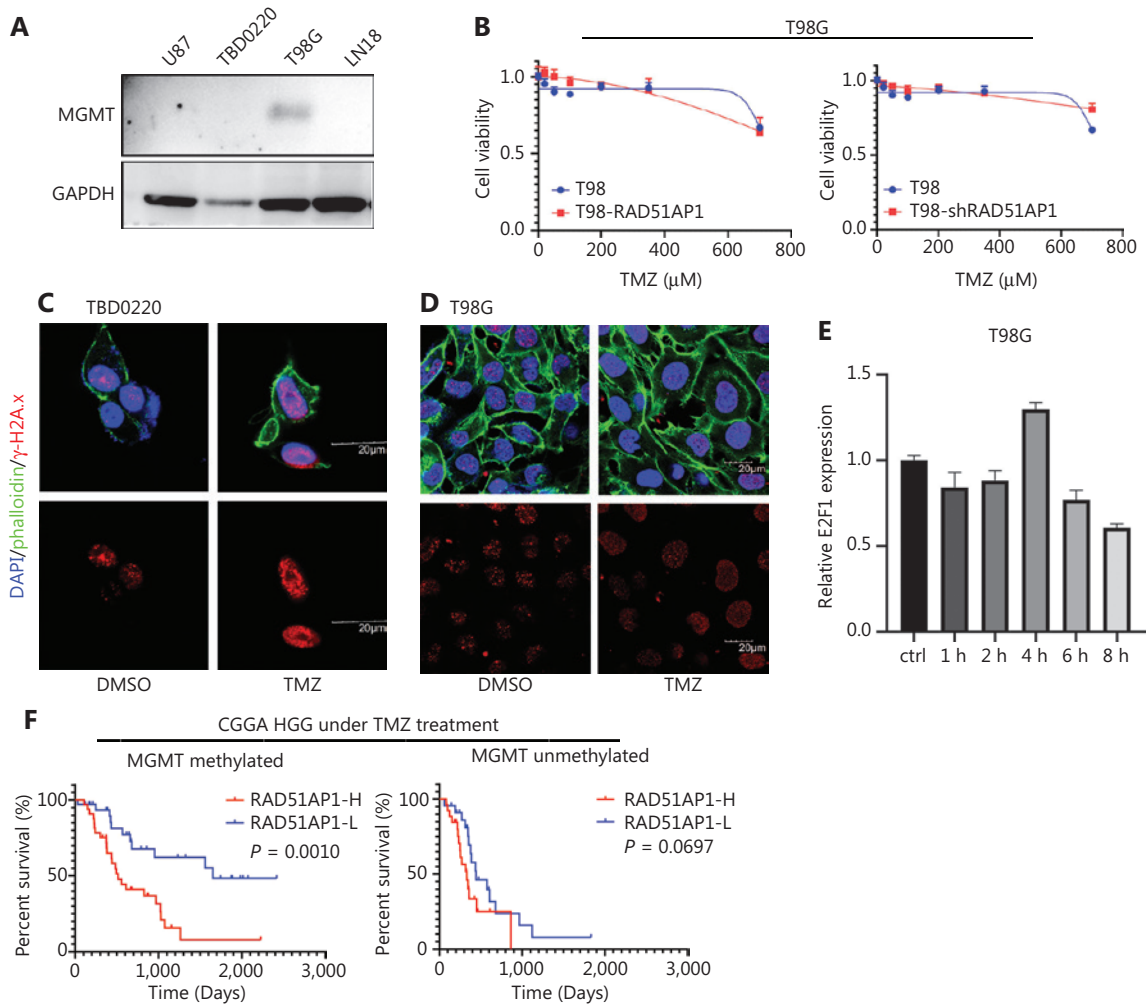 A
U87
TBD0220
T98G
LN18
MGMT
GAPDH
B
T98G
Cell viability
1.0
0.5
0.0
T98
T98-RAD51AP1
0
200
400
600
800
TMZ (μM)
Cell viability
1.0
0.5
0.0
T98
T98-shRAD51AP1
0
200
400
600
800
TMZ (μM)
C
TBD0220
DAPI/phalloidin/γ-H2A.x
20μm
20μm
DMSO
TMZ
D
T98G
20μm
20μm
DMSO
TMZ
E
T98G
Relative E2F1 expression
1.5
1.0
0.5
0.0
ctrl
1 h
2 h
4 h
6 h
8 h
F
CGGA HGG under TMZ treatment
MGMT methylated
Percent survival (%)
100
50
0
RAD51AP1-H
RAD51AP1-L
P = 0.0010
0
1,000
2,000
3,000
Time (Days)
MGMT unmethylated
Percent survival (%)
100
50
0
RAD51AP1-H
RAD51AP1-L
P = 0.0697
0
1,000
2,000
3,000
Time (Days)